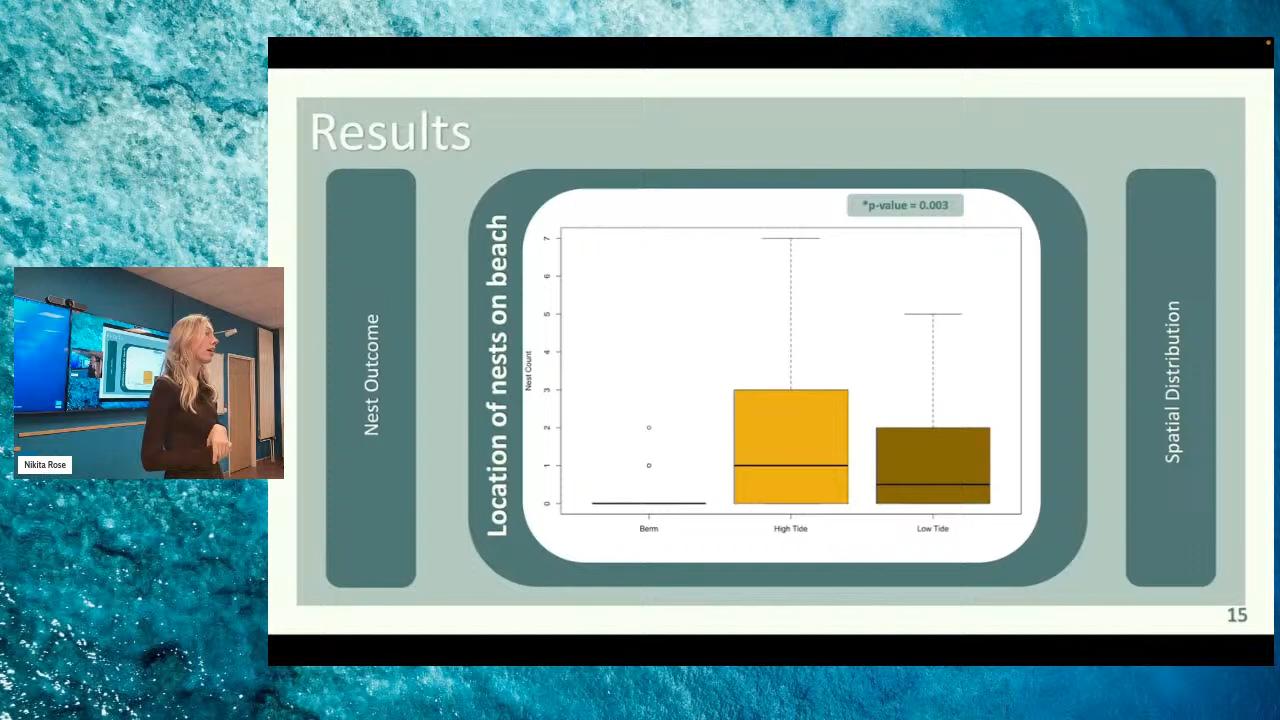 Results
Nest Outcome
Location of nests on beach
*p-value = 0.003
Nest Count
7
6
5
4
3
2
1
0
Berm
High Tide
Low Tide
Spatial Distribution
15
Nikita Rose